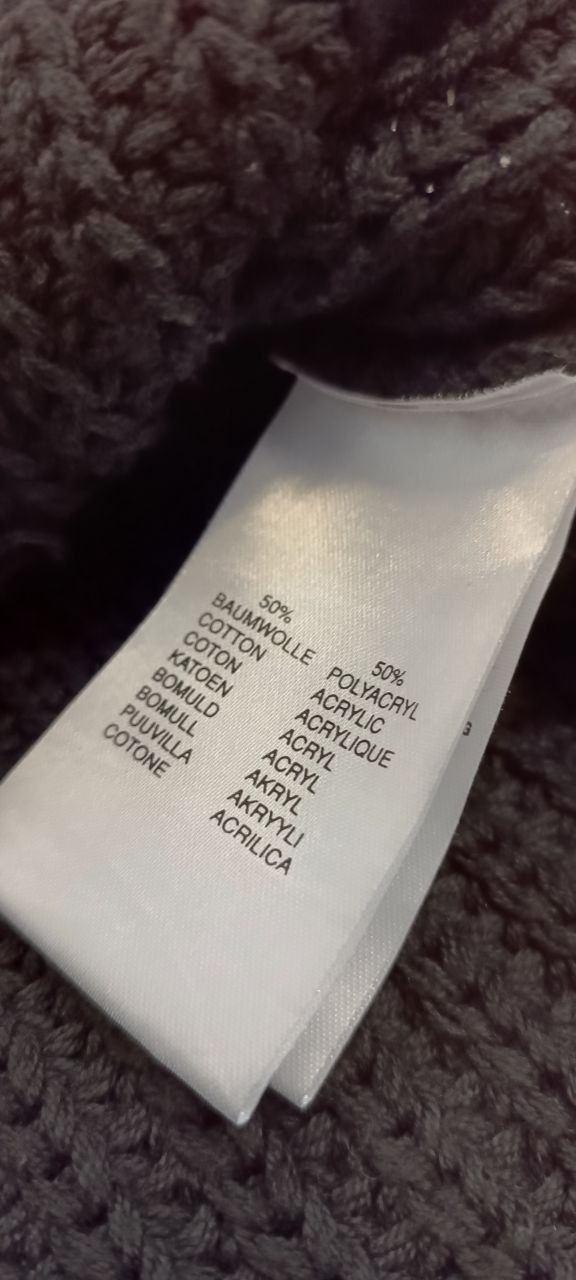 50%
BAUMWOLLE
COTTON
COTON
KATOEN
BOMULD
BOMULL
PUUVILLA
COTONE
50%
POLYACRYL
ACRYLIC
ACRYLIQUE
ACRYL
ACRYL
AKRYL
AKRYYLI
ACRILICA